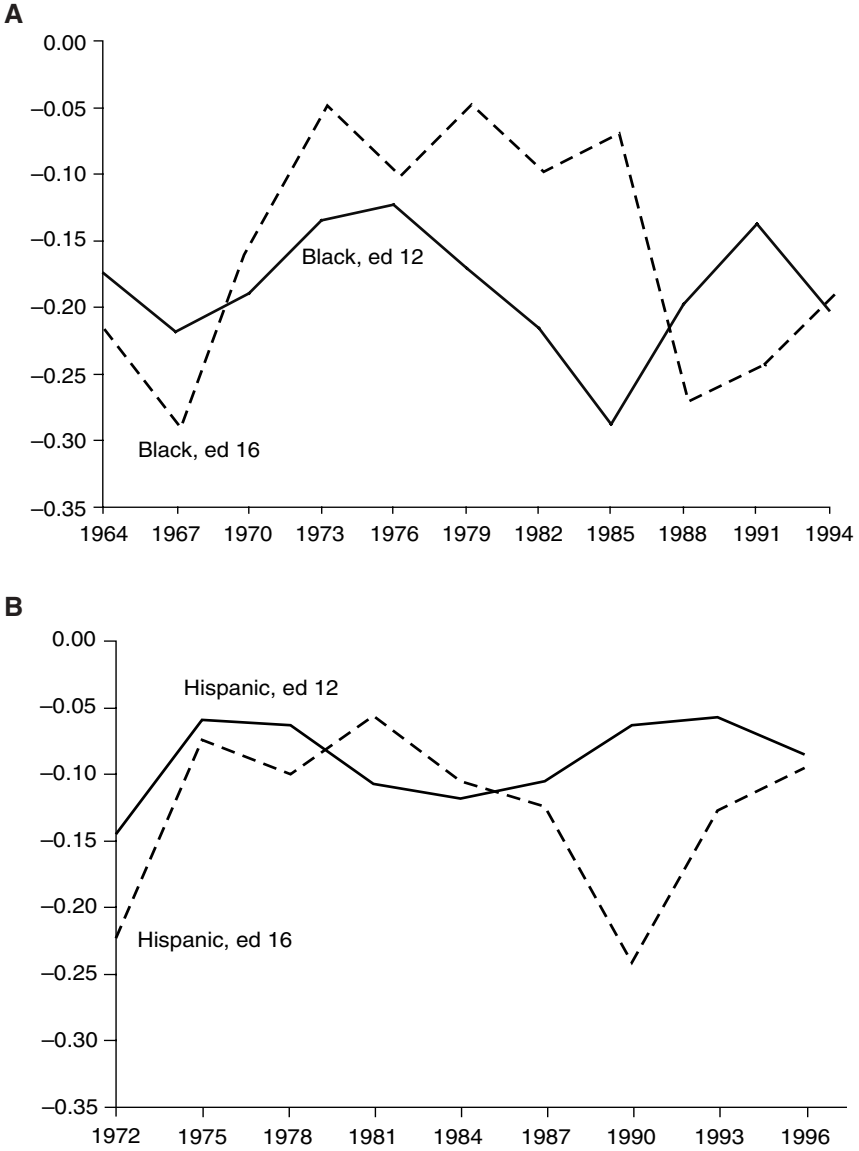 A
0.00
–0.05
–0.10
–0.15
–0.20
–0.25
–0.30
–0.35
Black, ed 12
Black, ed 16
1964 1967 1970 1973 1976 1979 1982 1985 1988 1991 1994
B
0.00
–0.05
–0.10
–0.15
–0.20
–0.25
–0.30
–0.35
Hispanic, ed 12
Hispanic, ed 16
1972 1975 1978 1981 1984 1987 1990 1993 1996